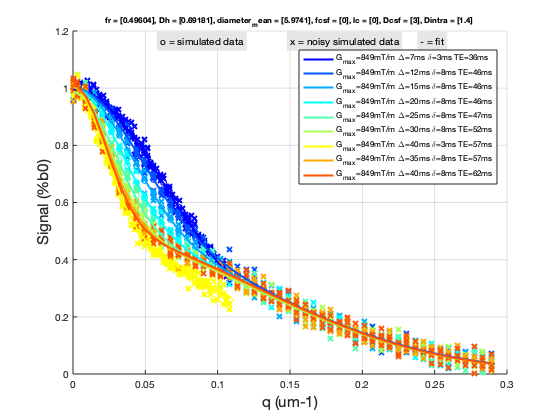 fr = [0.49604], Dh = [0.69181], diameter_mean = [5.9741], fcsf = [0], lc = [0], Dcsf = [3], Dintra = [1.4]
o = simulated data x = noisy simulated data - = fit
G_max=849mT/m Δ=7ms δ=3ms TE=36ms
G_max=849mT/m Δ=12ms δ=8ms TE=46ms
G_max=849mT/m Δ=15ms δ=8ms TE=46ms
G_max=849mT/m Δ=20ms δ=8ms TE=46ms
G_max=849mT/m Δ=25ms δ=8ms TE=47ms
G_max=849mT/m Δ=30ms δ=8ms TE=52ms
G_max=849mT/m Δ=40ms δ=3ms TE=57ms
G_max=849mT/m Δ=35ms δ=8ms TE=57ms
G_max=849mT/m Δ=40ms δ=8ms TE=62ms
1.2
1
0.8
0.6
0.4
0.2
0
Signal (%b0)
0 0.05 0.1 0.15 0.2 0.25 0.3
q (um-1)